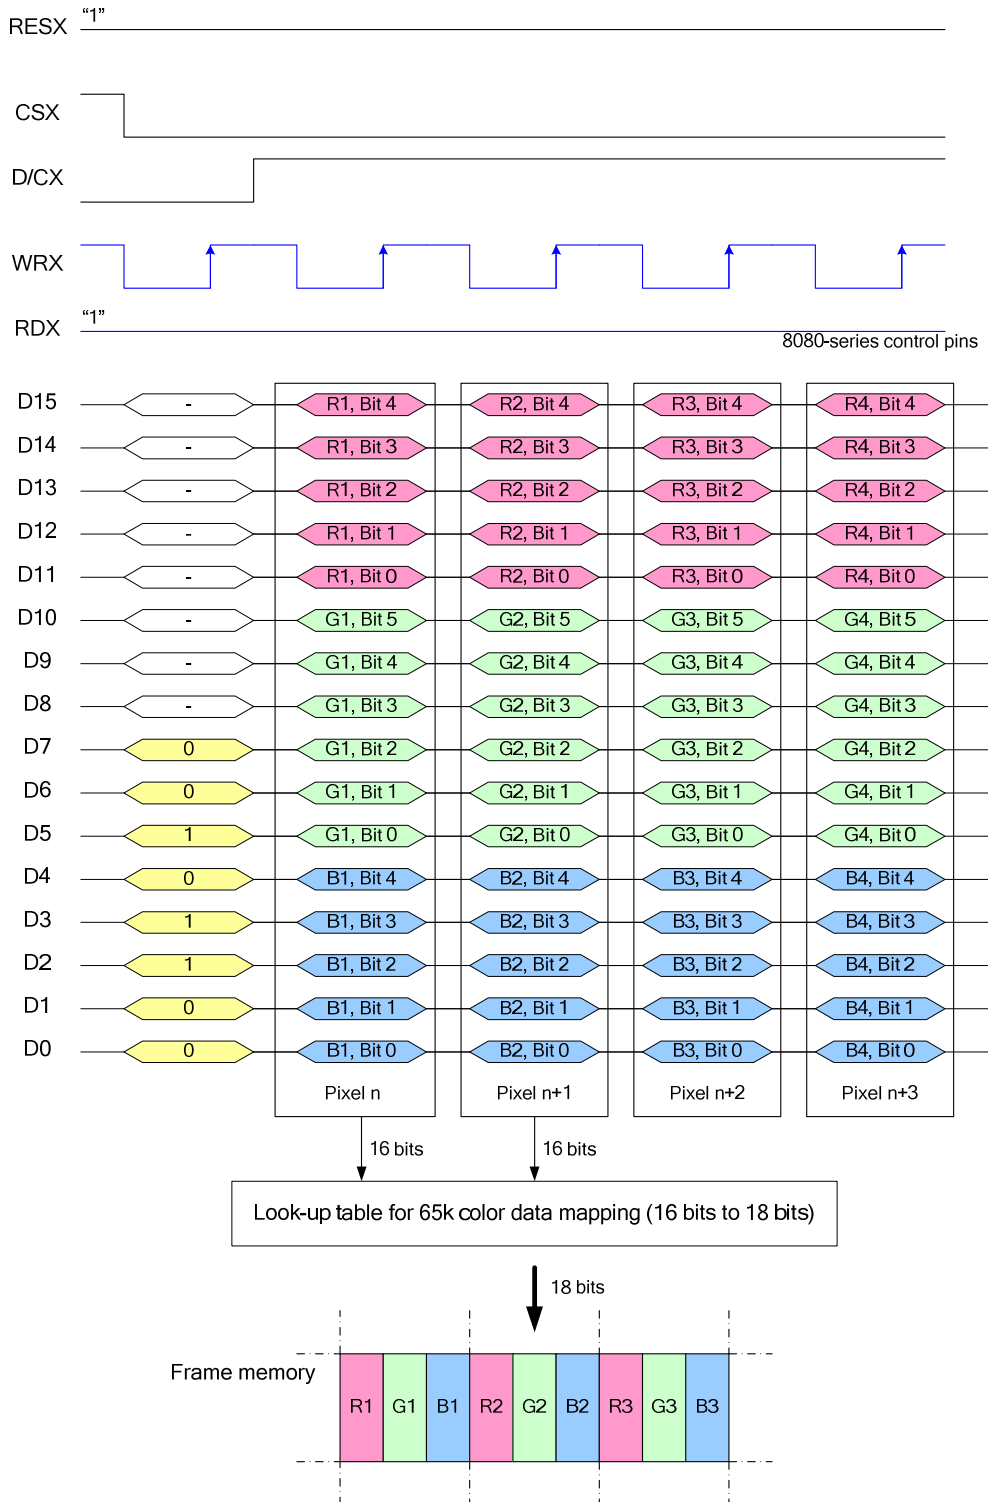 RESX "1"
CSX
D/CX
WRX
RDX "1"
8080-series control pins
D15 - R1, Bit 4 R2, Bit 4 R3, Bit 4 R4, Bit 4
D14 - R1, Bit 3 R2, Bit 3 R3, Bit 3 R4, Bit 3
D13 - R1, Bit 2 R2, Bit 2 R3, Bit 2 R4, Bit 2
D12 - R1, Bit 1 R2, Bit 1 R3, Bit 1 R4, Bit 1
D11 - R1, Bit 0 R2, Bit 0 R3, Bit 0 R4, Bit 0
D10 - G1, Bit 5 G2, Bit 5 G3, Bit 5 G4, Bit 5
D9 - G1, Bit 4 G2, Bit 4 G3, Bit 4 G4, Bit 4
D8 - G1, Bit 3 G2, Bit 3 G3, Bit 3 G4, Bit 3
D7 0 G1, Bit 2 G2, Bit 2 G3, Bit 2 G4, Bit 2
D6 0 G1, Bit 1 G2, Bit 1 G3, Bit 1 G4, Bit 1
D5 1 G1, Bit 0 G2, Bit 0 G3, Bit 0 G4, Bit 0
D4 0 B1, Bit 4 B2, Bit 4 B3, Bit 4 B4, Bit 4
D3 1 B1, Bit 3 B2, Bit 3 B3, Bit 3 B4, Bit 3
D2 1 B1, Bit 2 B2, Bit 2 B3, Bit 2 B4, Bit 2
D1 0 B1, Bit 1 B2, Bit 1 B3, Bit 1 B4, Bit 1
D0 0 B1, Bit 0 B2, Bit 0 B3, Bit 0 B4, Bit 0
Pixel n Pixel n+1 Pixel n+2 Pixel n+3
16 bits 16 bits
Look-up table for 65k color data mapping (16 bits to 18 bits)
18 bits
Frame memory
R1 G1 B1 R2 G2 B2 R3 G3 B3